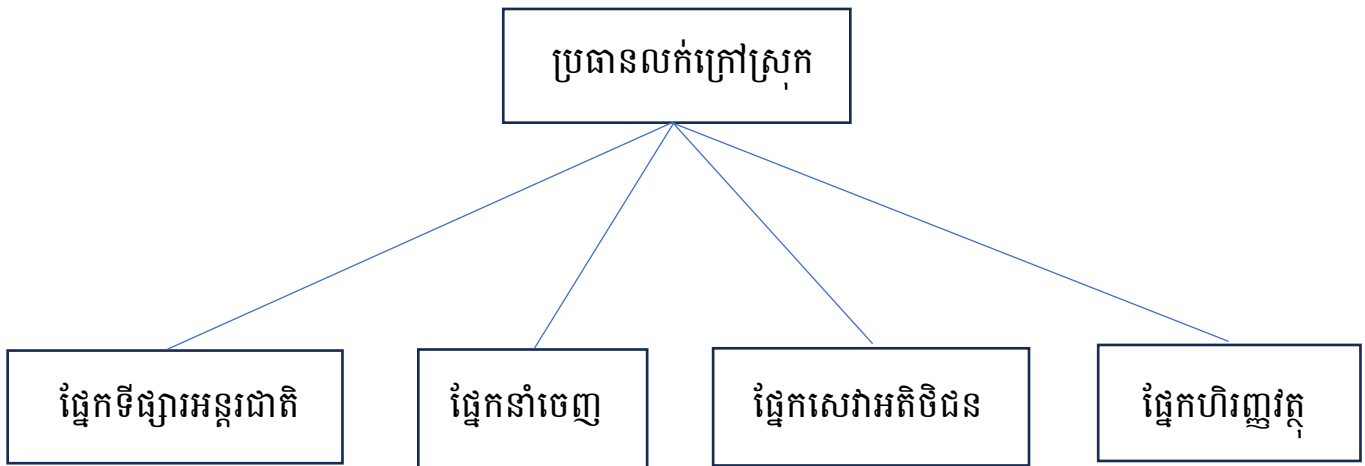 ប្រធានលក់ក្រៅស្រុក
ផ្នែកទីផ្សារអន្តរជាតិ
ផ្នែកនាំចេញ
ផ្នែកសេវាអតិថិជន
ផ្នែកហិរញ្ញវត្ថុ